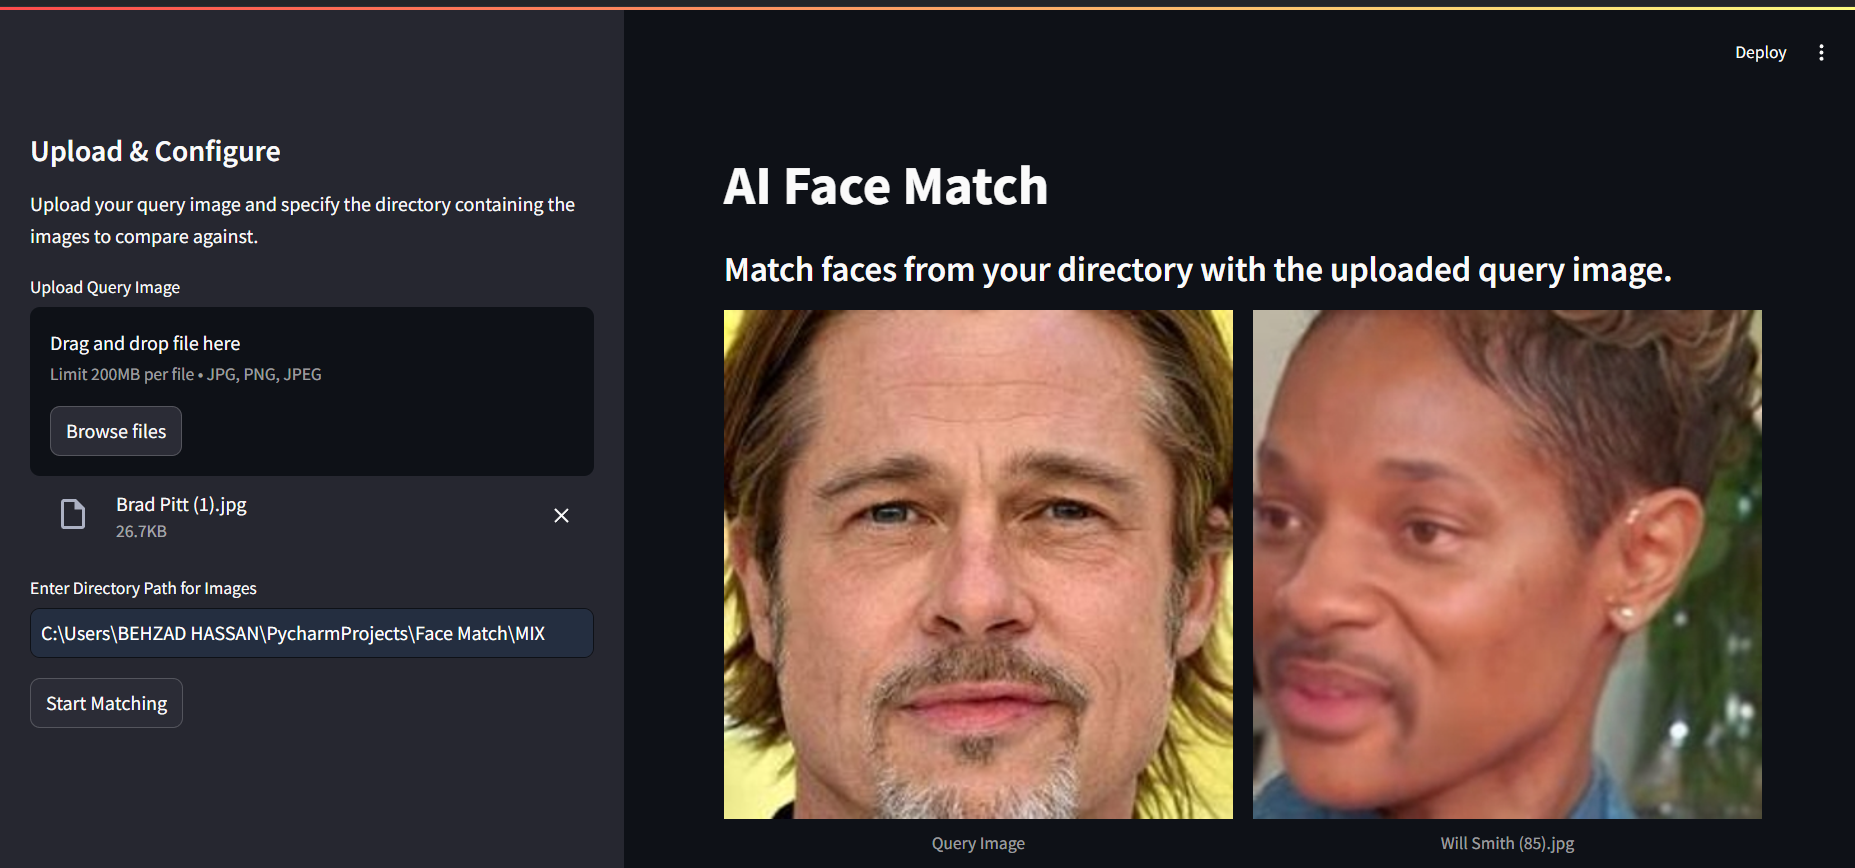 Deploy
Upload & Configure
Upload your query image and specify the directory containing the
images to compare against.
Upload Query Image
Drag and drop file here
Limit 200MB per file • JPG, PNG, JPEG
Browse files
Brad Pitt (1).jpg
26.7KB
Enter Directory Path for Images
C:\Users\BEHZAD HASSAN\PycharmProjects\Face Match\MIX
Start Matching
AI Face Match
Match faces from your directory with the uploaded query image.
Query Image
Will Smith (85).jpg